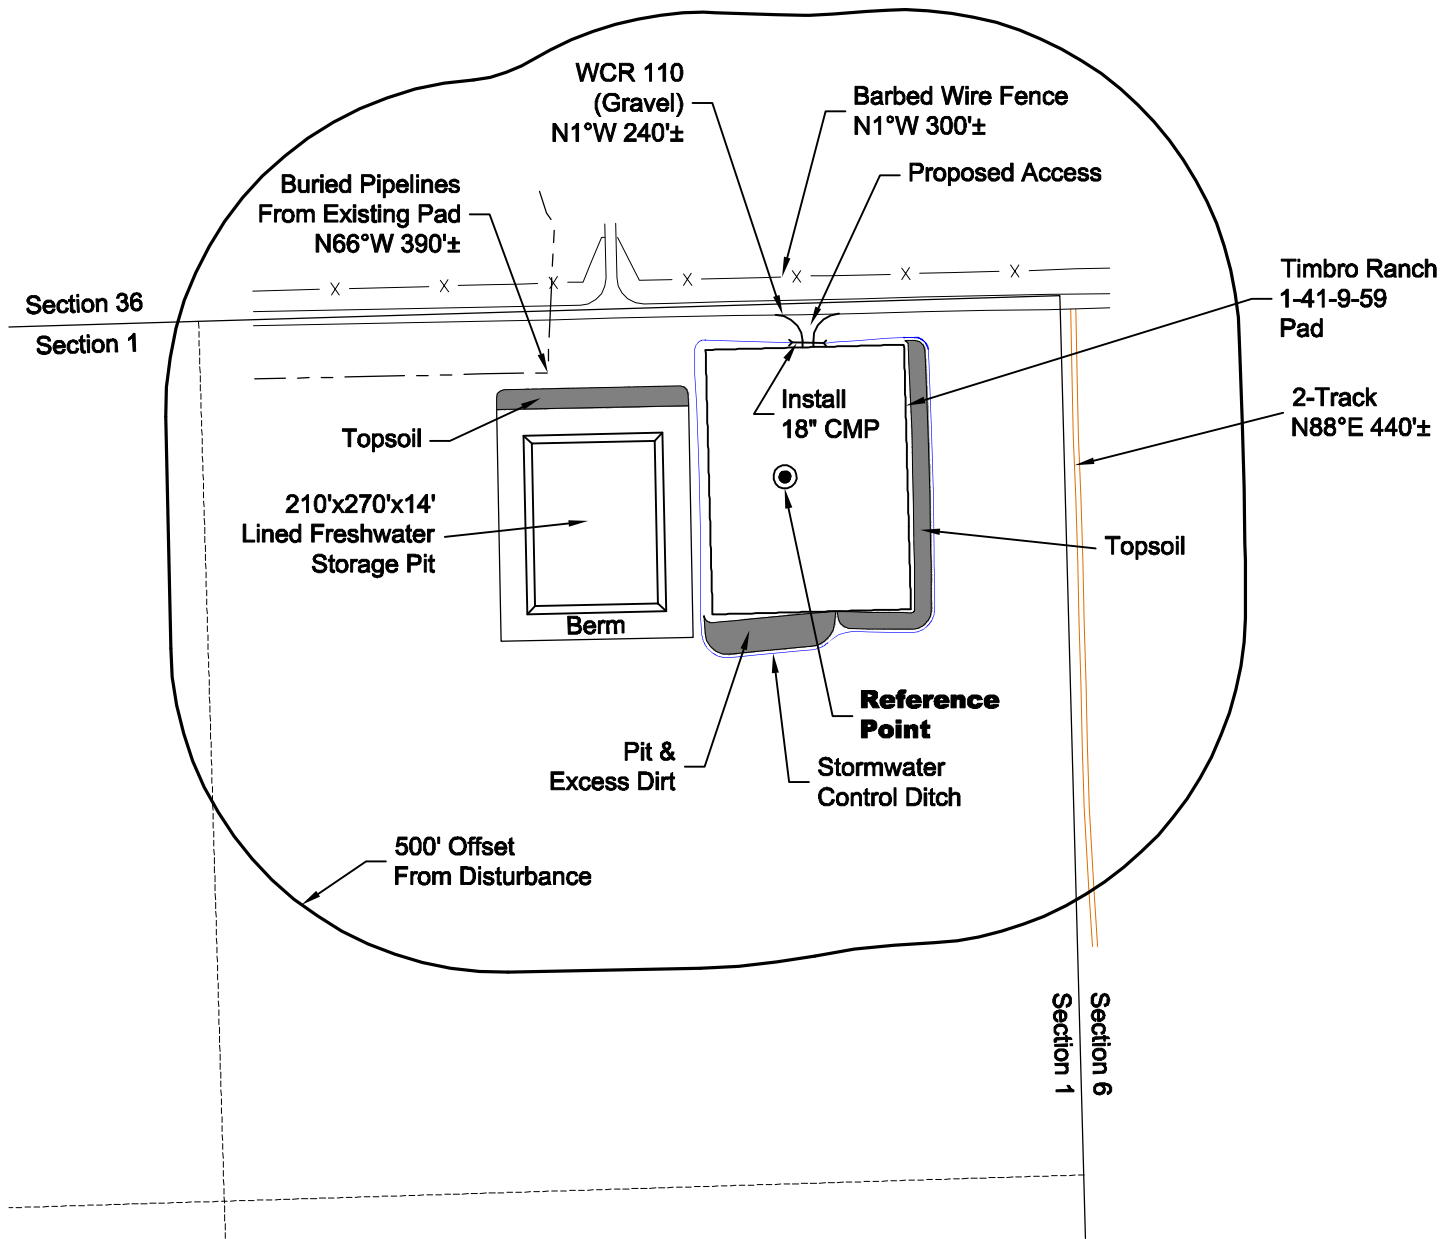 WCR 110
(Gravel)
N1°W 240'±
Barbed Wire Fence
N1°W 300'±
Proposed Access
Buried Pipelines
From Existing Pad
N66°W 390'±
Section 36
Section 1
Timbro Ranch
1-41-9-59
Pad
2-Track
N88°E 440'±
Install
18" CMP
Topsoil
210'x270'x14'
Lined Freshwater
Storage Pit
Topsoil
Berm
Reference
Point
Pit &
Excess Dirt
Stormwater
Control Ditch
500' Offset
From Disturbance
Section 1
Section 6